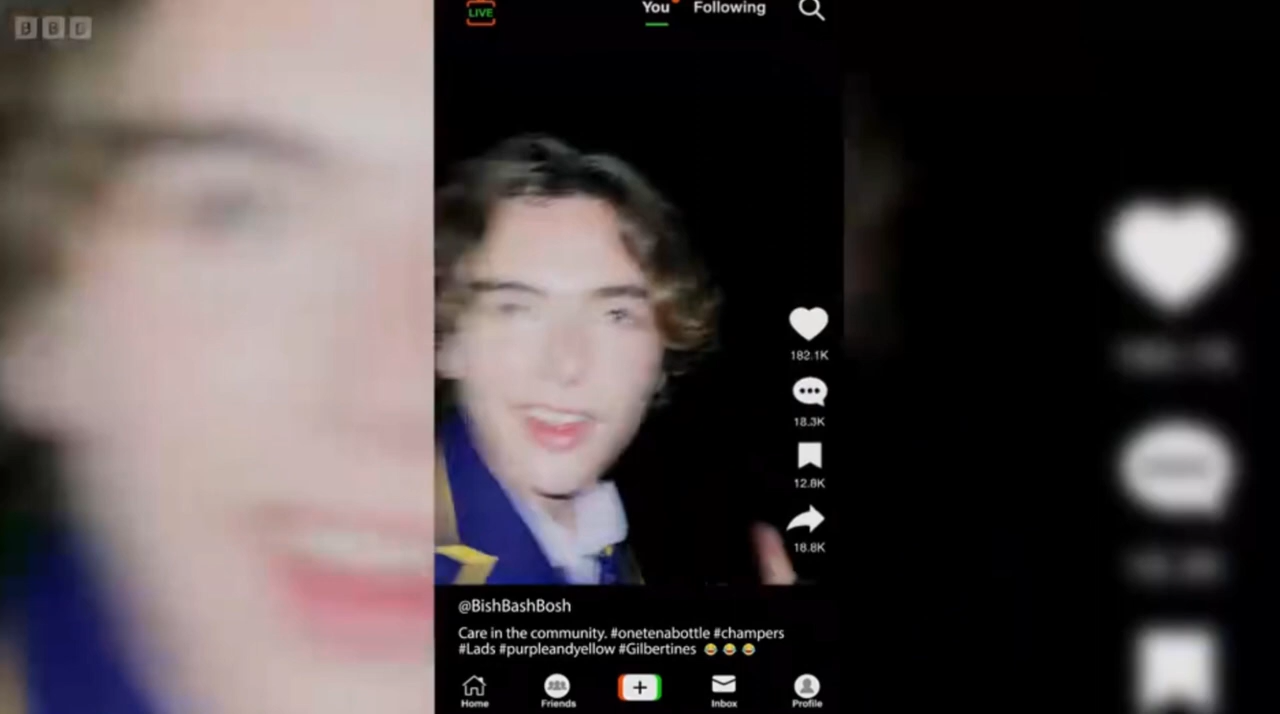 BBC
LIVE
You Following
182.1K
18.3K
12.8K
18.8K
@BishBashBosh
Care in the community. #onetenabottle #champers
#Lads #purpleandyellow #Gilbertines 😂 😂 😂
Home Friends Inbox Profile